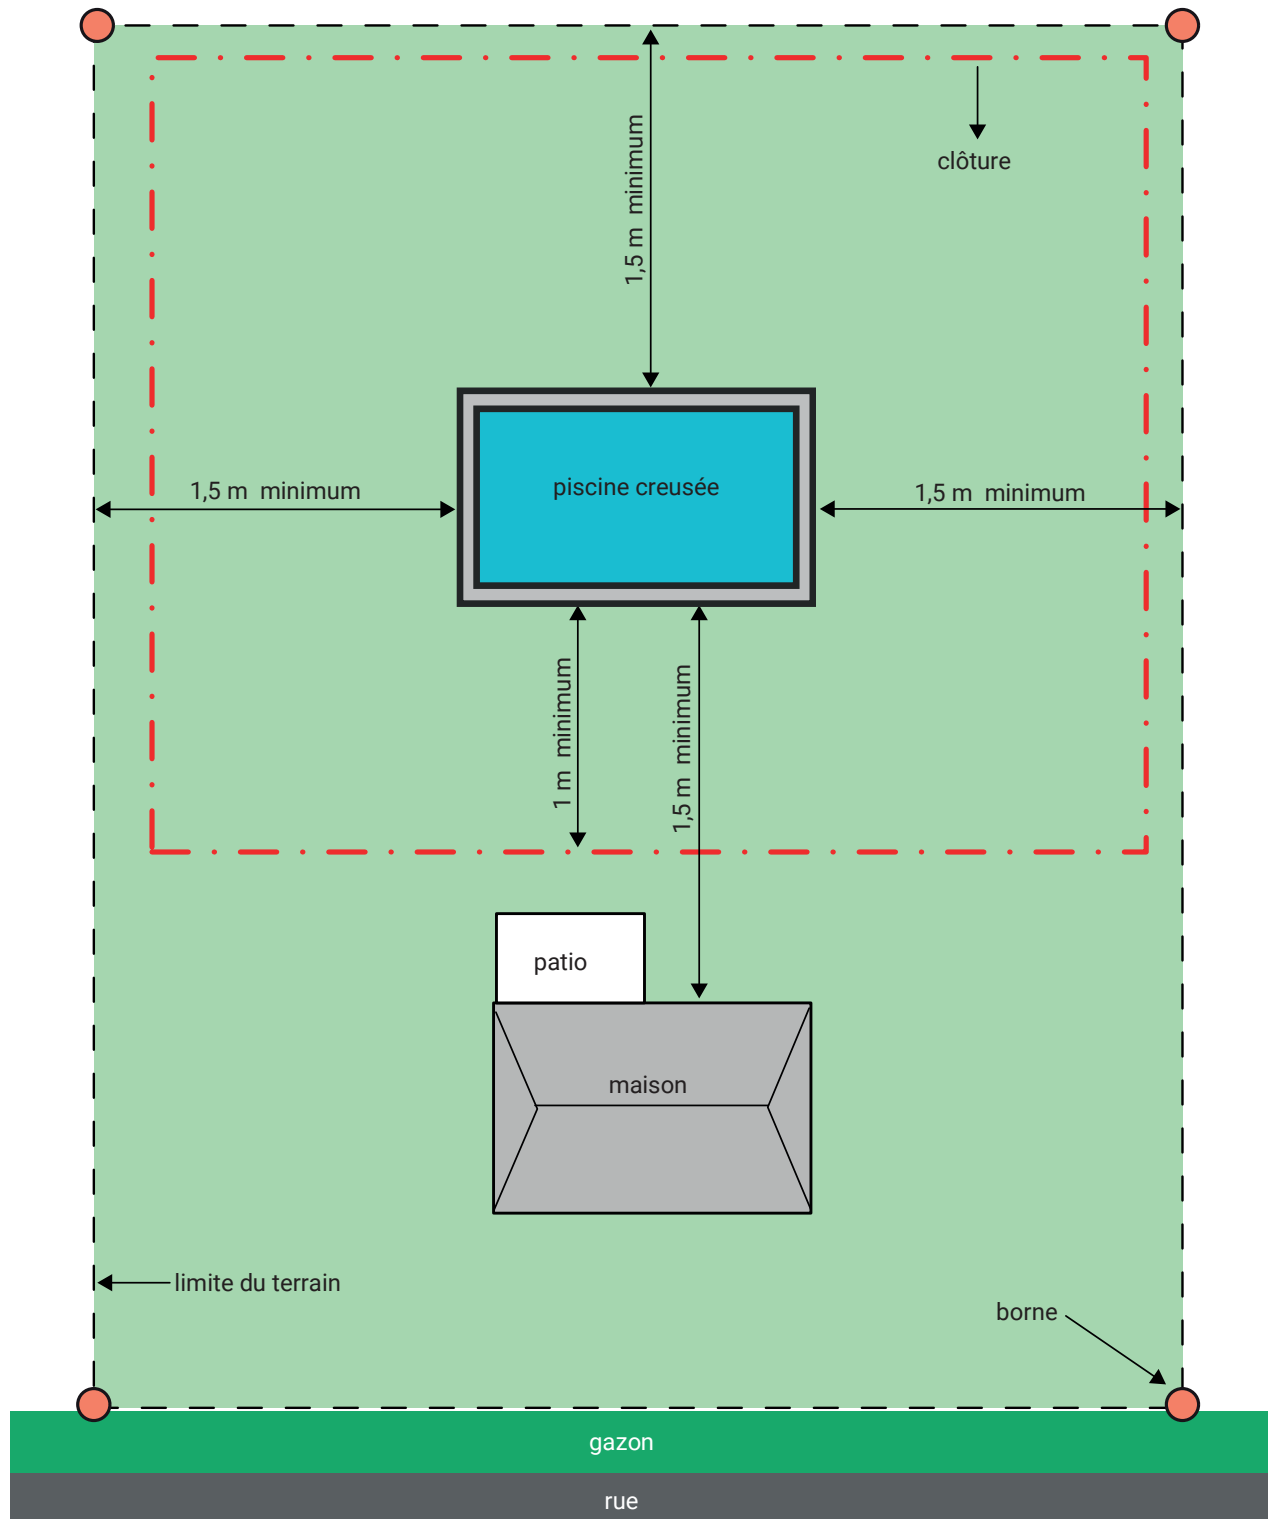 1,5 m minimum
clôture
1,5 m minimum
piscine creusée
1,5 m minimum
1 m minimum
1,5 m minimum
patio
maison
limite du terrain
borne
gazon
rue